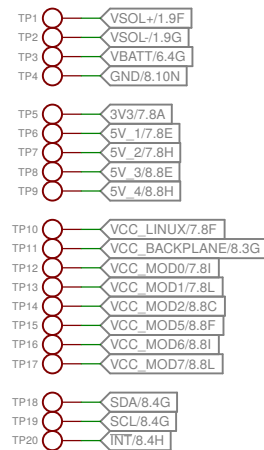 TP1 VSOL+/1.9F
TP2 VSOL-/1.9G
TP3 VBATT/6.4G
TP4 GND/8.10N
TP5 3V3/7.8A
TP6 5V_1/7.8E
TP7 5V_2/7.8H
TP8 5V_3/8.8E
TP9 5V_4/8.8H
TP10 VCC_LINUX/7.8F
TP11 VCC_BACKPLANE/8.3G
TP12 VCC_MOD0/7.8I
TP13 VCC_MOD1/7.8L
TP14 VCC_MOD2/8.8C
TP15 VCC_MOD5/8.8F
TP16 VCC_MOD6/8.8I
TP17 VCC_MOD7/8.8L
TP18 SDA/8.4G
TP19 SCL/8.4G
TP20 INT/8.4H